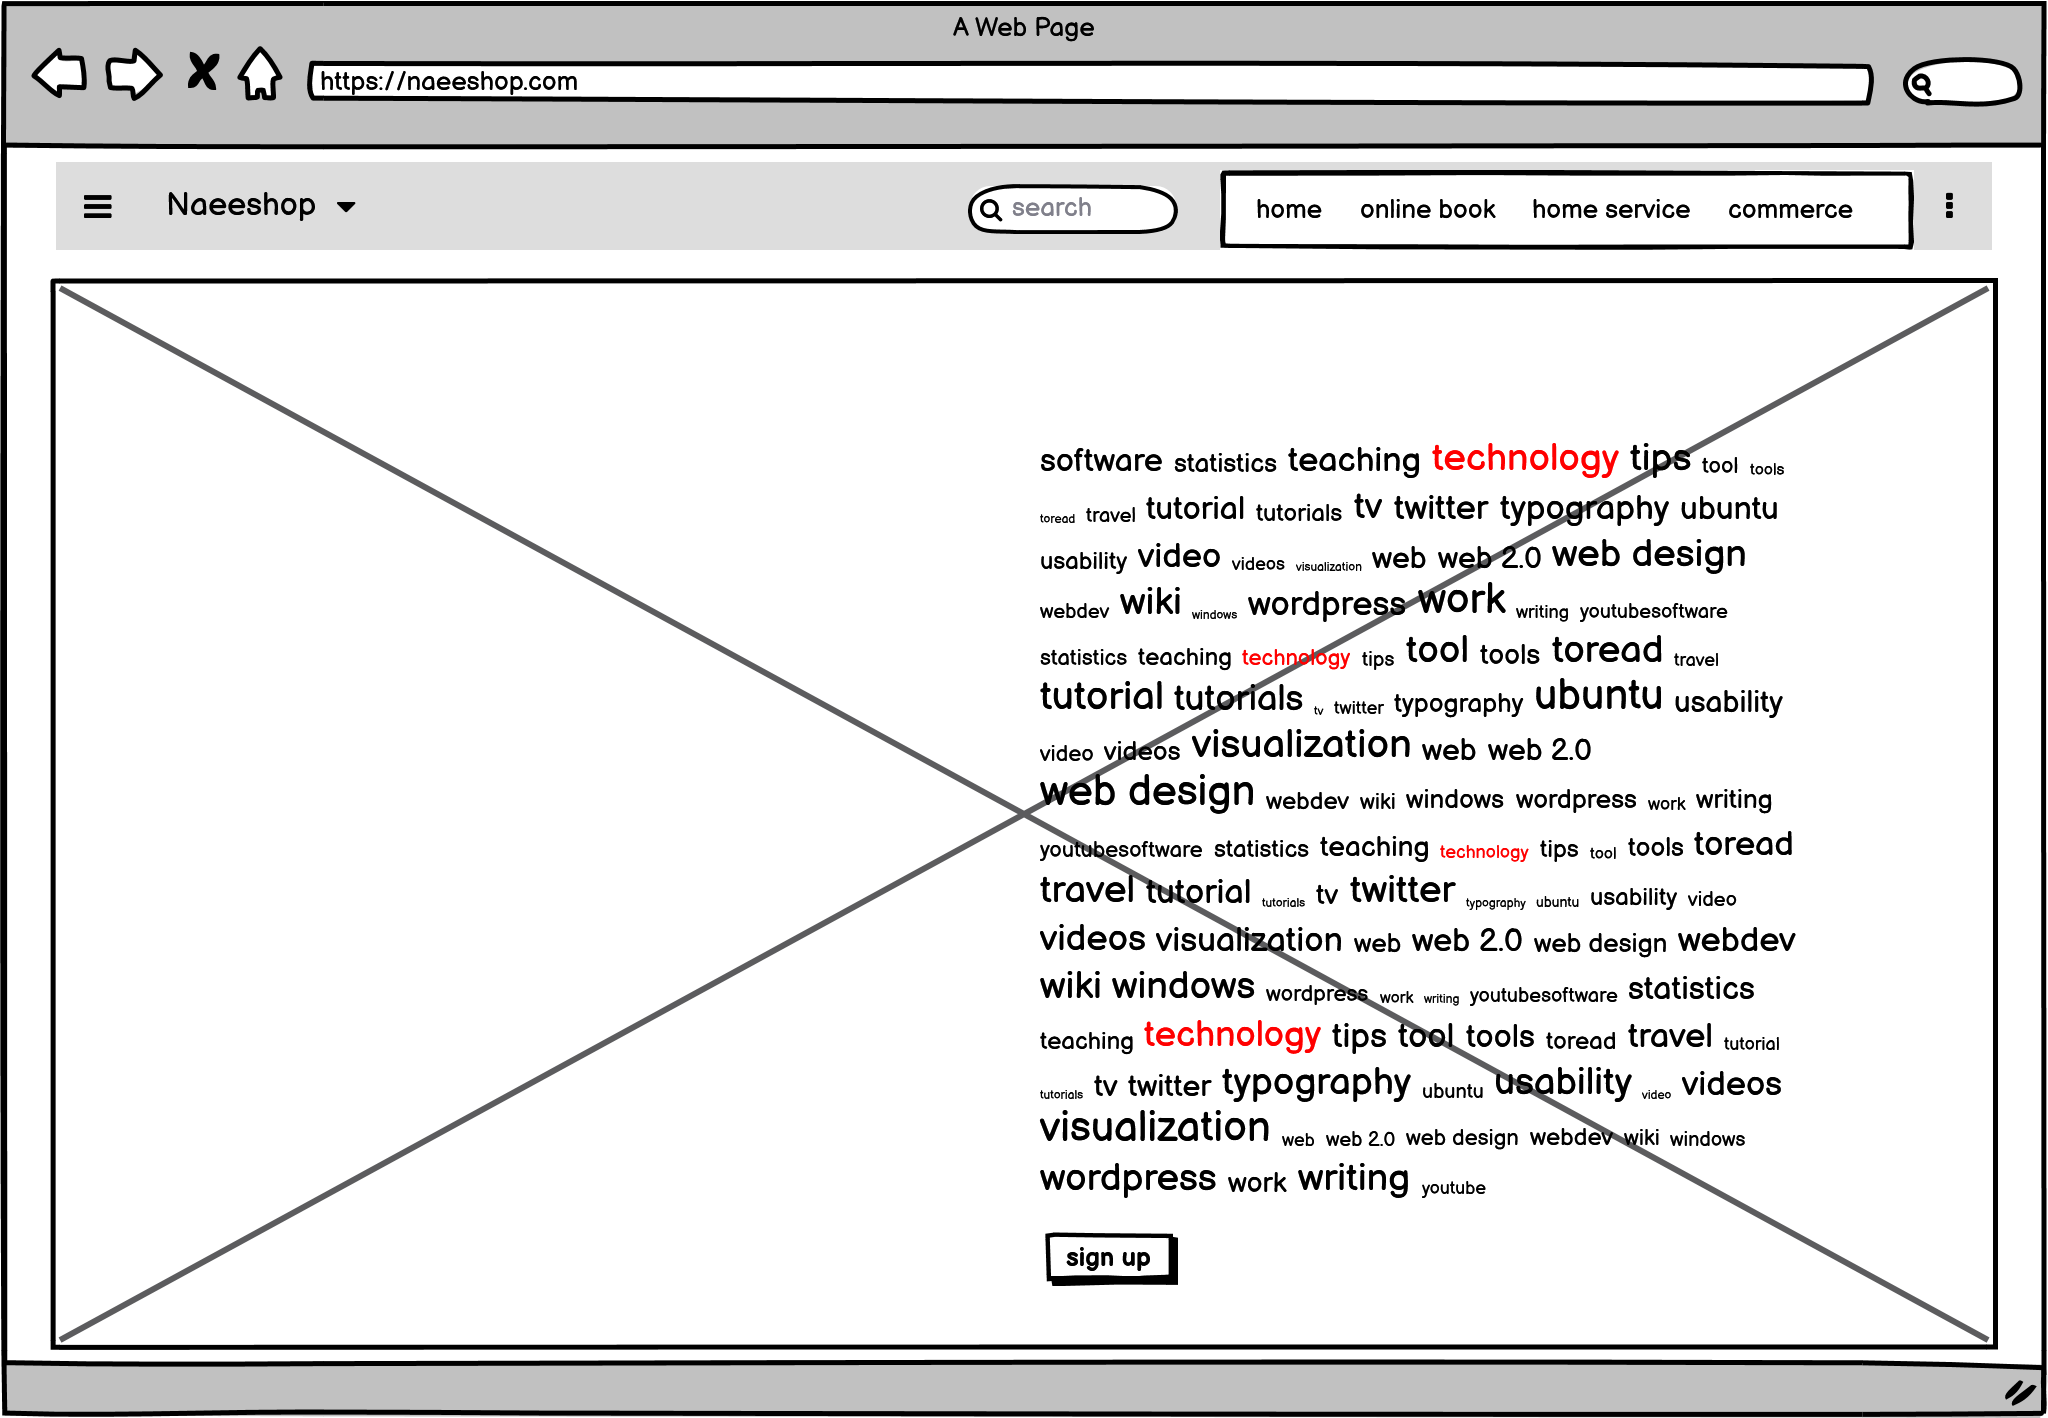 A Web Page
https://naeeshop.com
Naeeshop
search
home online book home service commerce
software statistics teaching technology tips tool tools
toread travel tutorial tutorials tv twitter typography ubuntu
usability video videos visualization web web 2.0 web design
webdev wiki windows wordpress work writing youtubesoftware
statistics teaching technology tips tool tools toread travel
tutorial tutorials tv twitter typography ubuntu usability
video videos visualization web web 2.0
web design webdev wiki windows wordpress work writing
youtubesoftware statistics teaching technology tips tool tools toread
travel tutorial tutorials tv twitter typography ubuntu usability video
videos visualization web web 2.0 web design webdev
wiki windows wordpress work writing youtubesoftware statistics
teaching technology tips tool tools toread travel tutorial
tutorials tv twitter typography ubuntu usability video videos
visualization web web 2.0 web design webdev wiki windows
wordpress work writing youtube
sign up